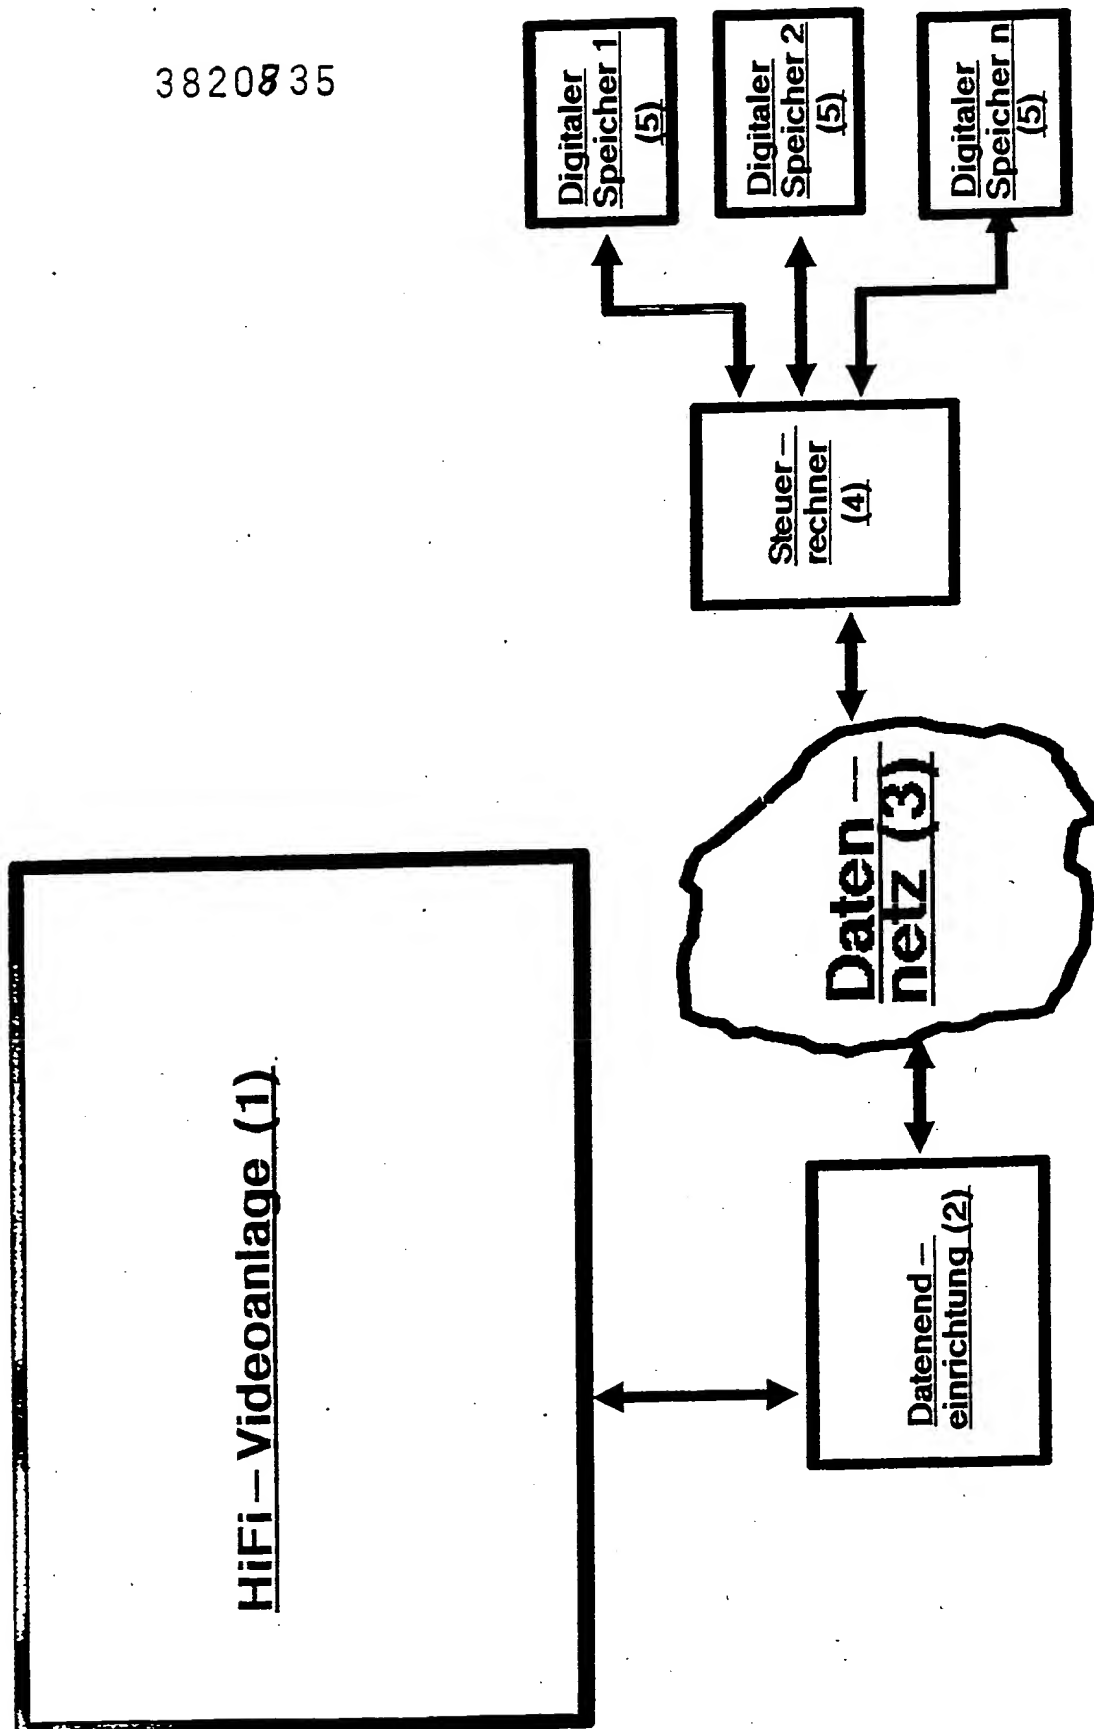 3820835
HiFi–Videoanlage (1)
Datenend–
einrichtung (2)
Daten–
netz (3)
Steuer–
rechner
(4)
Digitaler
Speicher 1
(5)
Digitaler
Speicher 2
(5)
Digitaler
Speicher n
(5)